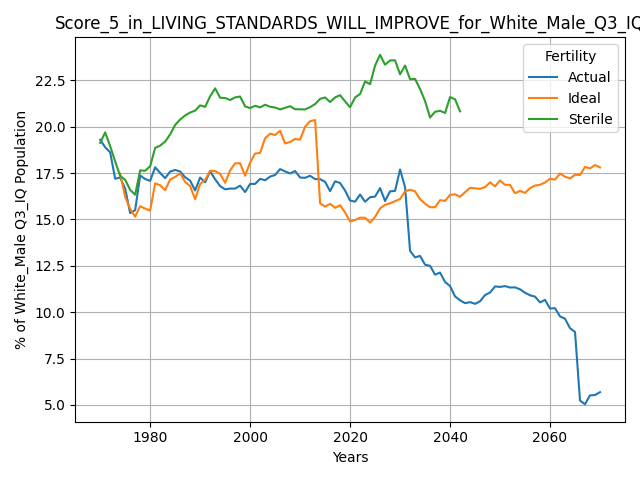 Score_5_in_LIVING_STANDARDS_WILL_IMPROVE_for_White_Male_Q3_IQ
Fertility
Actual
Ideal
Sterile
% of White_Male Q3_IQ Population
22.5
20.0
17.5
15.0
12.5
10.0
7.5
5.0
1980 2000 2020 2040 2060
Years